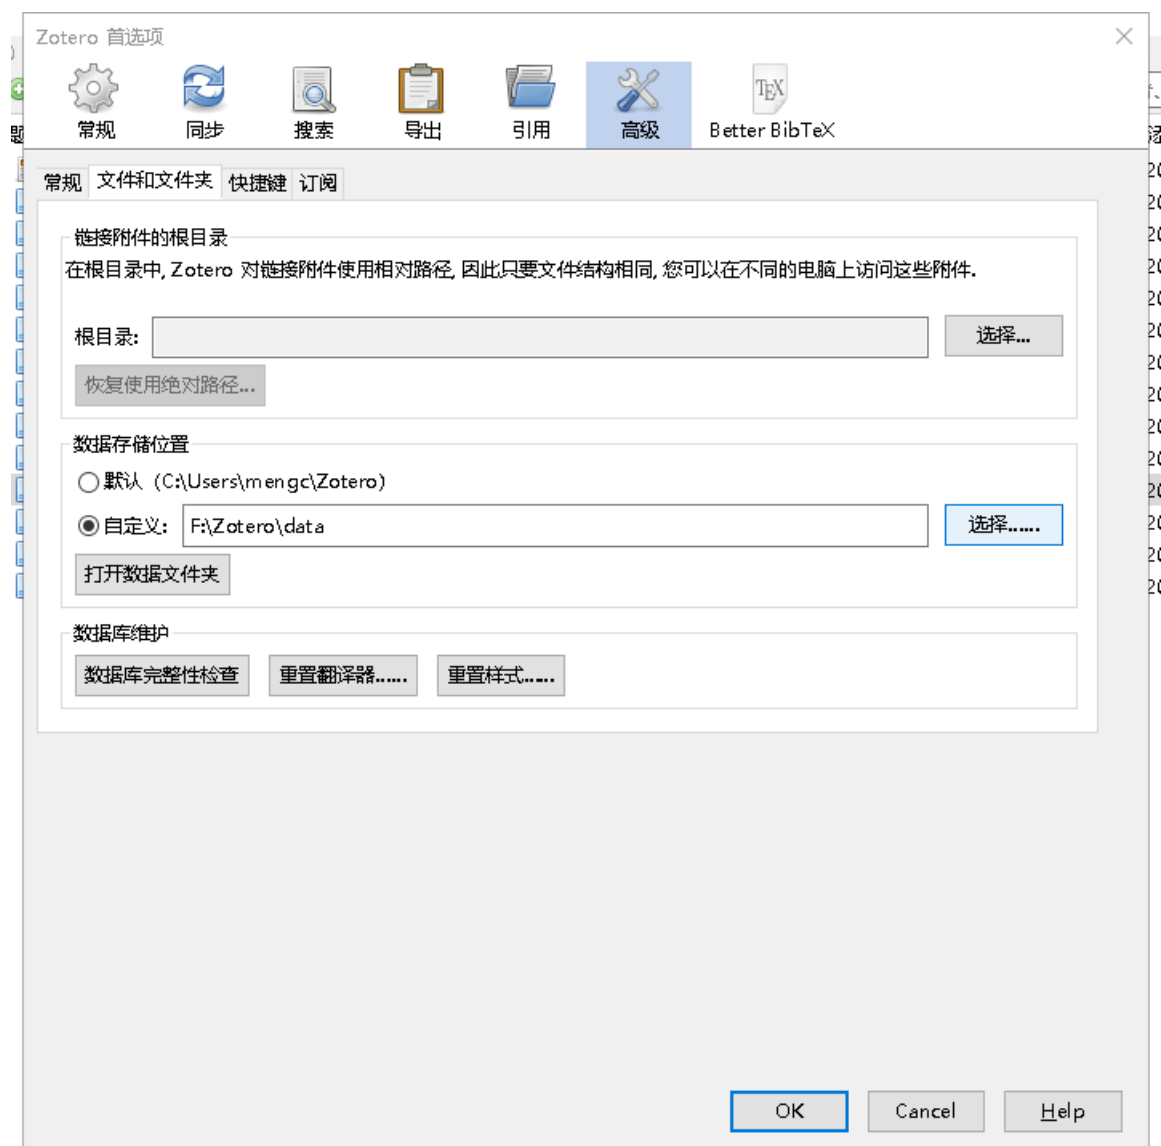 Zotero 首选项
常规 同步 搜索 导出 引用 高级 Better BibTeX
常规 文件和文件夹 快捷键 订阅
链接附件的根目录
在根目录中, Zotero 对链接附件使用相对路径, 因此只要文件结构相同, 您可以在不同的电脑上访问这些附件.
根目录: 选择...
恢复使用绝对路径...
数据存储位置
默认 (C:\Users\mengc\Zotero)
自定义: F:\Zotero\data 选择......
打开数据文件夹
数据库维护
数据库完整性检查 重置翻译器...... 重置样式......
OK Cancel Help